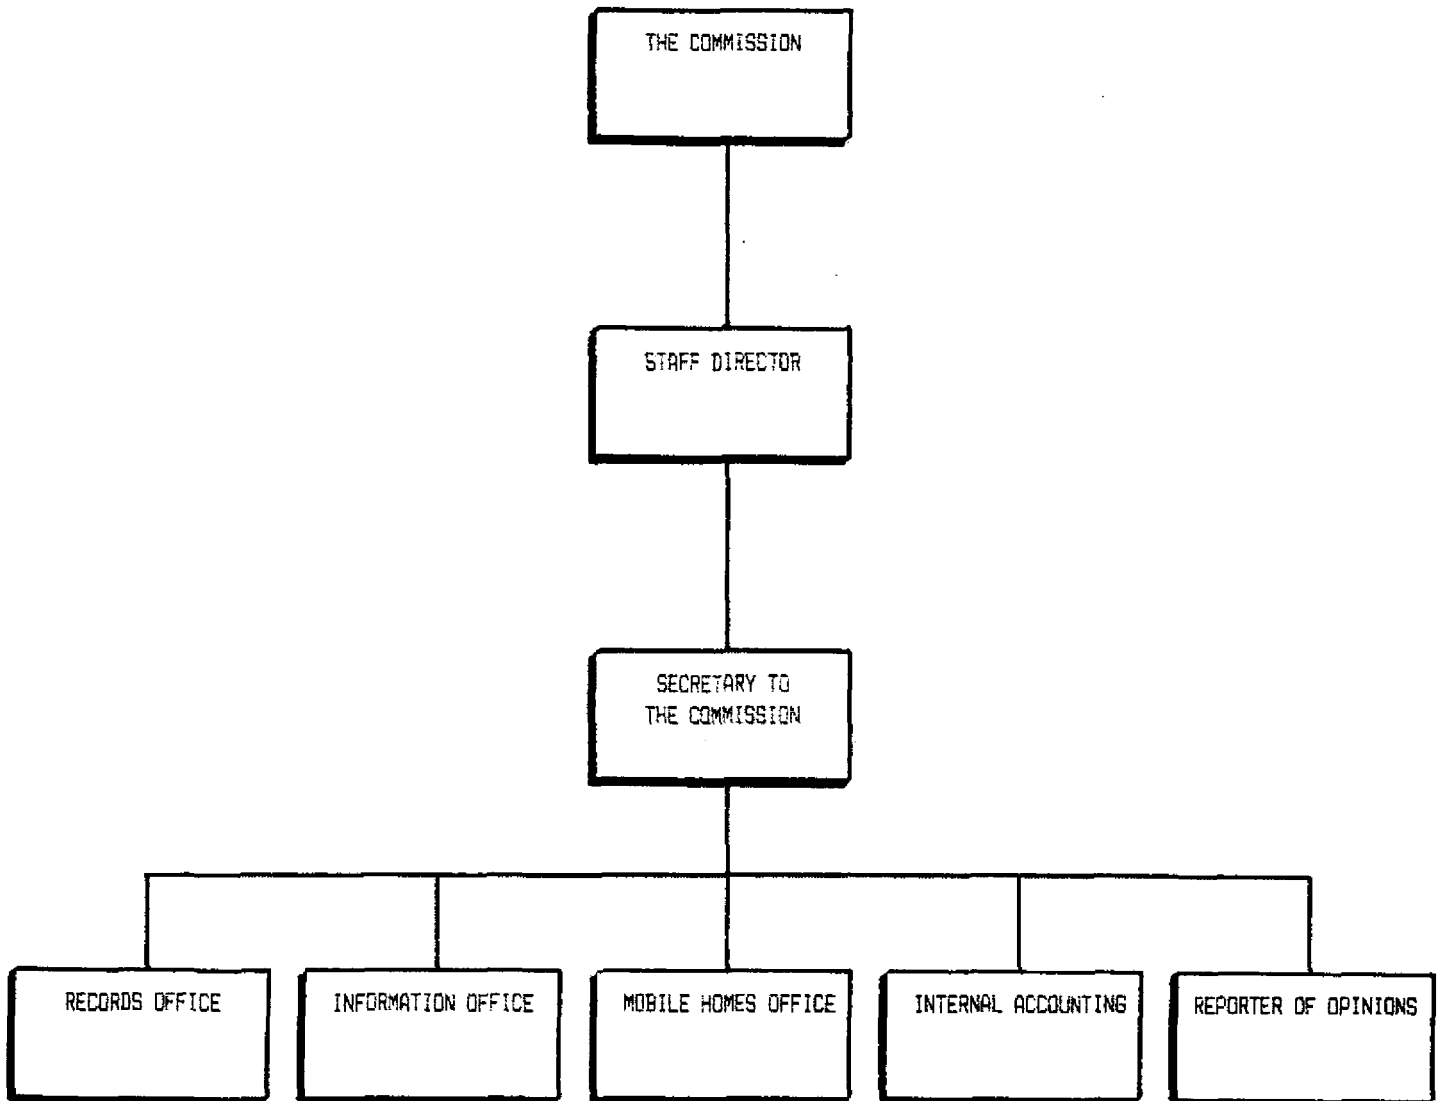 THE COMMISSION
STAFF DIRECTOR
SECRETARY TO
THE COMMISSION
RECORDS OFFICE
INFORMATION OFFICE
MOBILE HOMES OFFICE
INTERNAL ACCOUNTING
REPORTER OF OPINIONS